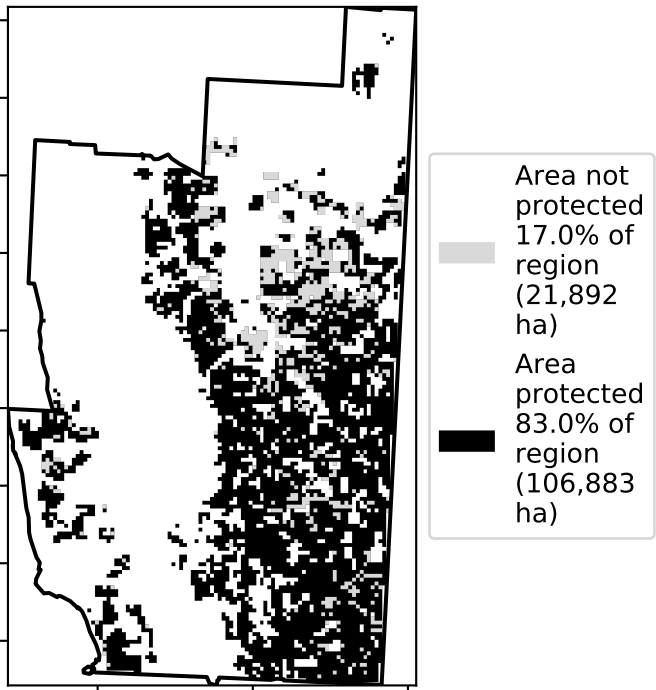 Area not
protected
17.0% of
region
(21,892
ha)
Area
protected
83.0% of
region
(106,883
ha)